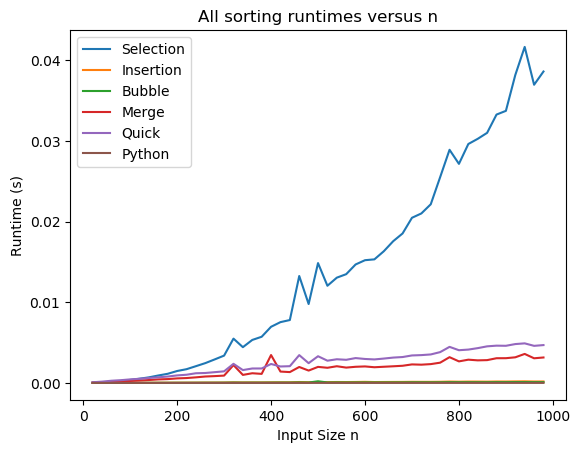 All sorting runtimes versus n
Selection
Insertion
Bubble
Merge
Quick
Python
0.04
0.03
0.02
0.01
0.00
Runtime (s)
0
200
400
600
800
1000
Input Size n